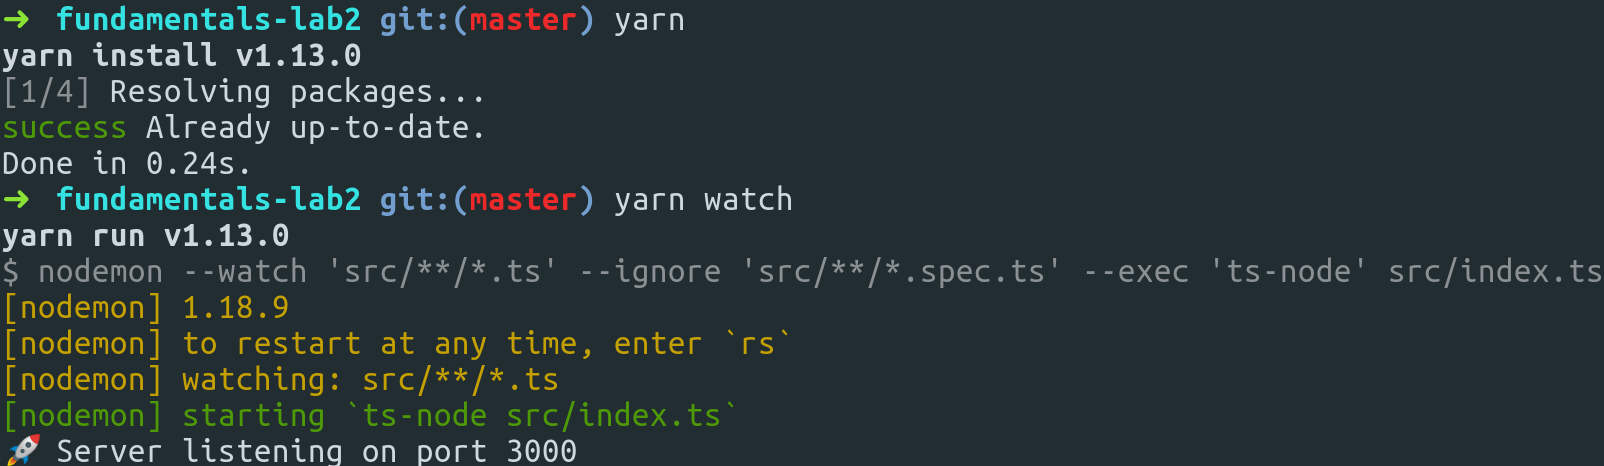 ➜ fundamentals-lab2 git:(master) yarn
yarn install v1.13.0
[1/4] Resolving packages...
success Already up-to-date.
Done in 0.24s.
➜ fundamentals-lab2 git:(master) yarn watch
yarn run v1.13.0
$ nodemon --watch 'src/**/*.ts' --ignore 'src/**/*.spec.ts' --exec 'ts-node' src/index.ts
[nodemon] 1.18.9
[nodemon] to restart at any time, enter `rs`
[nodemon] watching: src/**/*.ts
[nodemon] starting `ts-node src/index.ts`
🚀 Server listening on port 3000